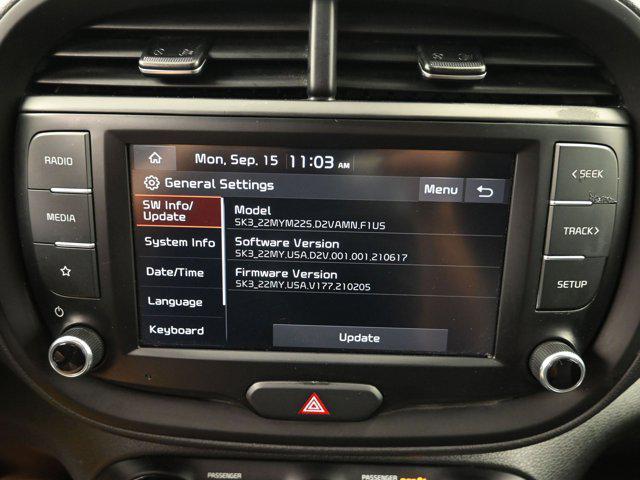 RADIO
MEDIA
Mon, Sep. 15
11:03 AM
General Settings
Menu
SW Info/
Update
System Info
Date/Time
Language
Keyboard
Model
SK3_22MYM22S.D2VAMN.F1US
Software Version
SK3_22MY.USA.D2V.001.001.210617
Firmware Version
SK3_22MY.USA.V177.210205
Update
< SEEK
TRACK >
SETUP
PASSENGER
PASSENGER